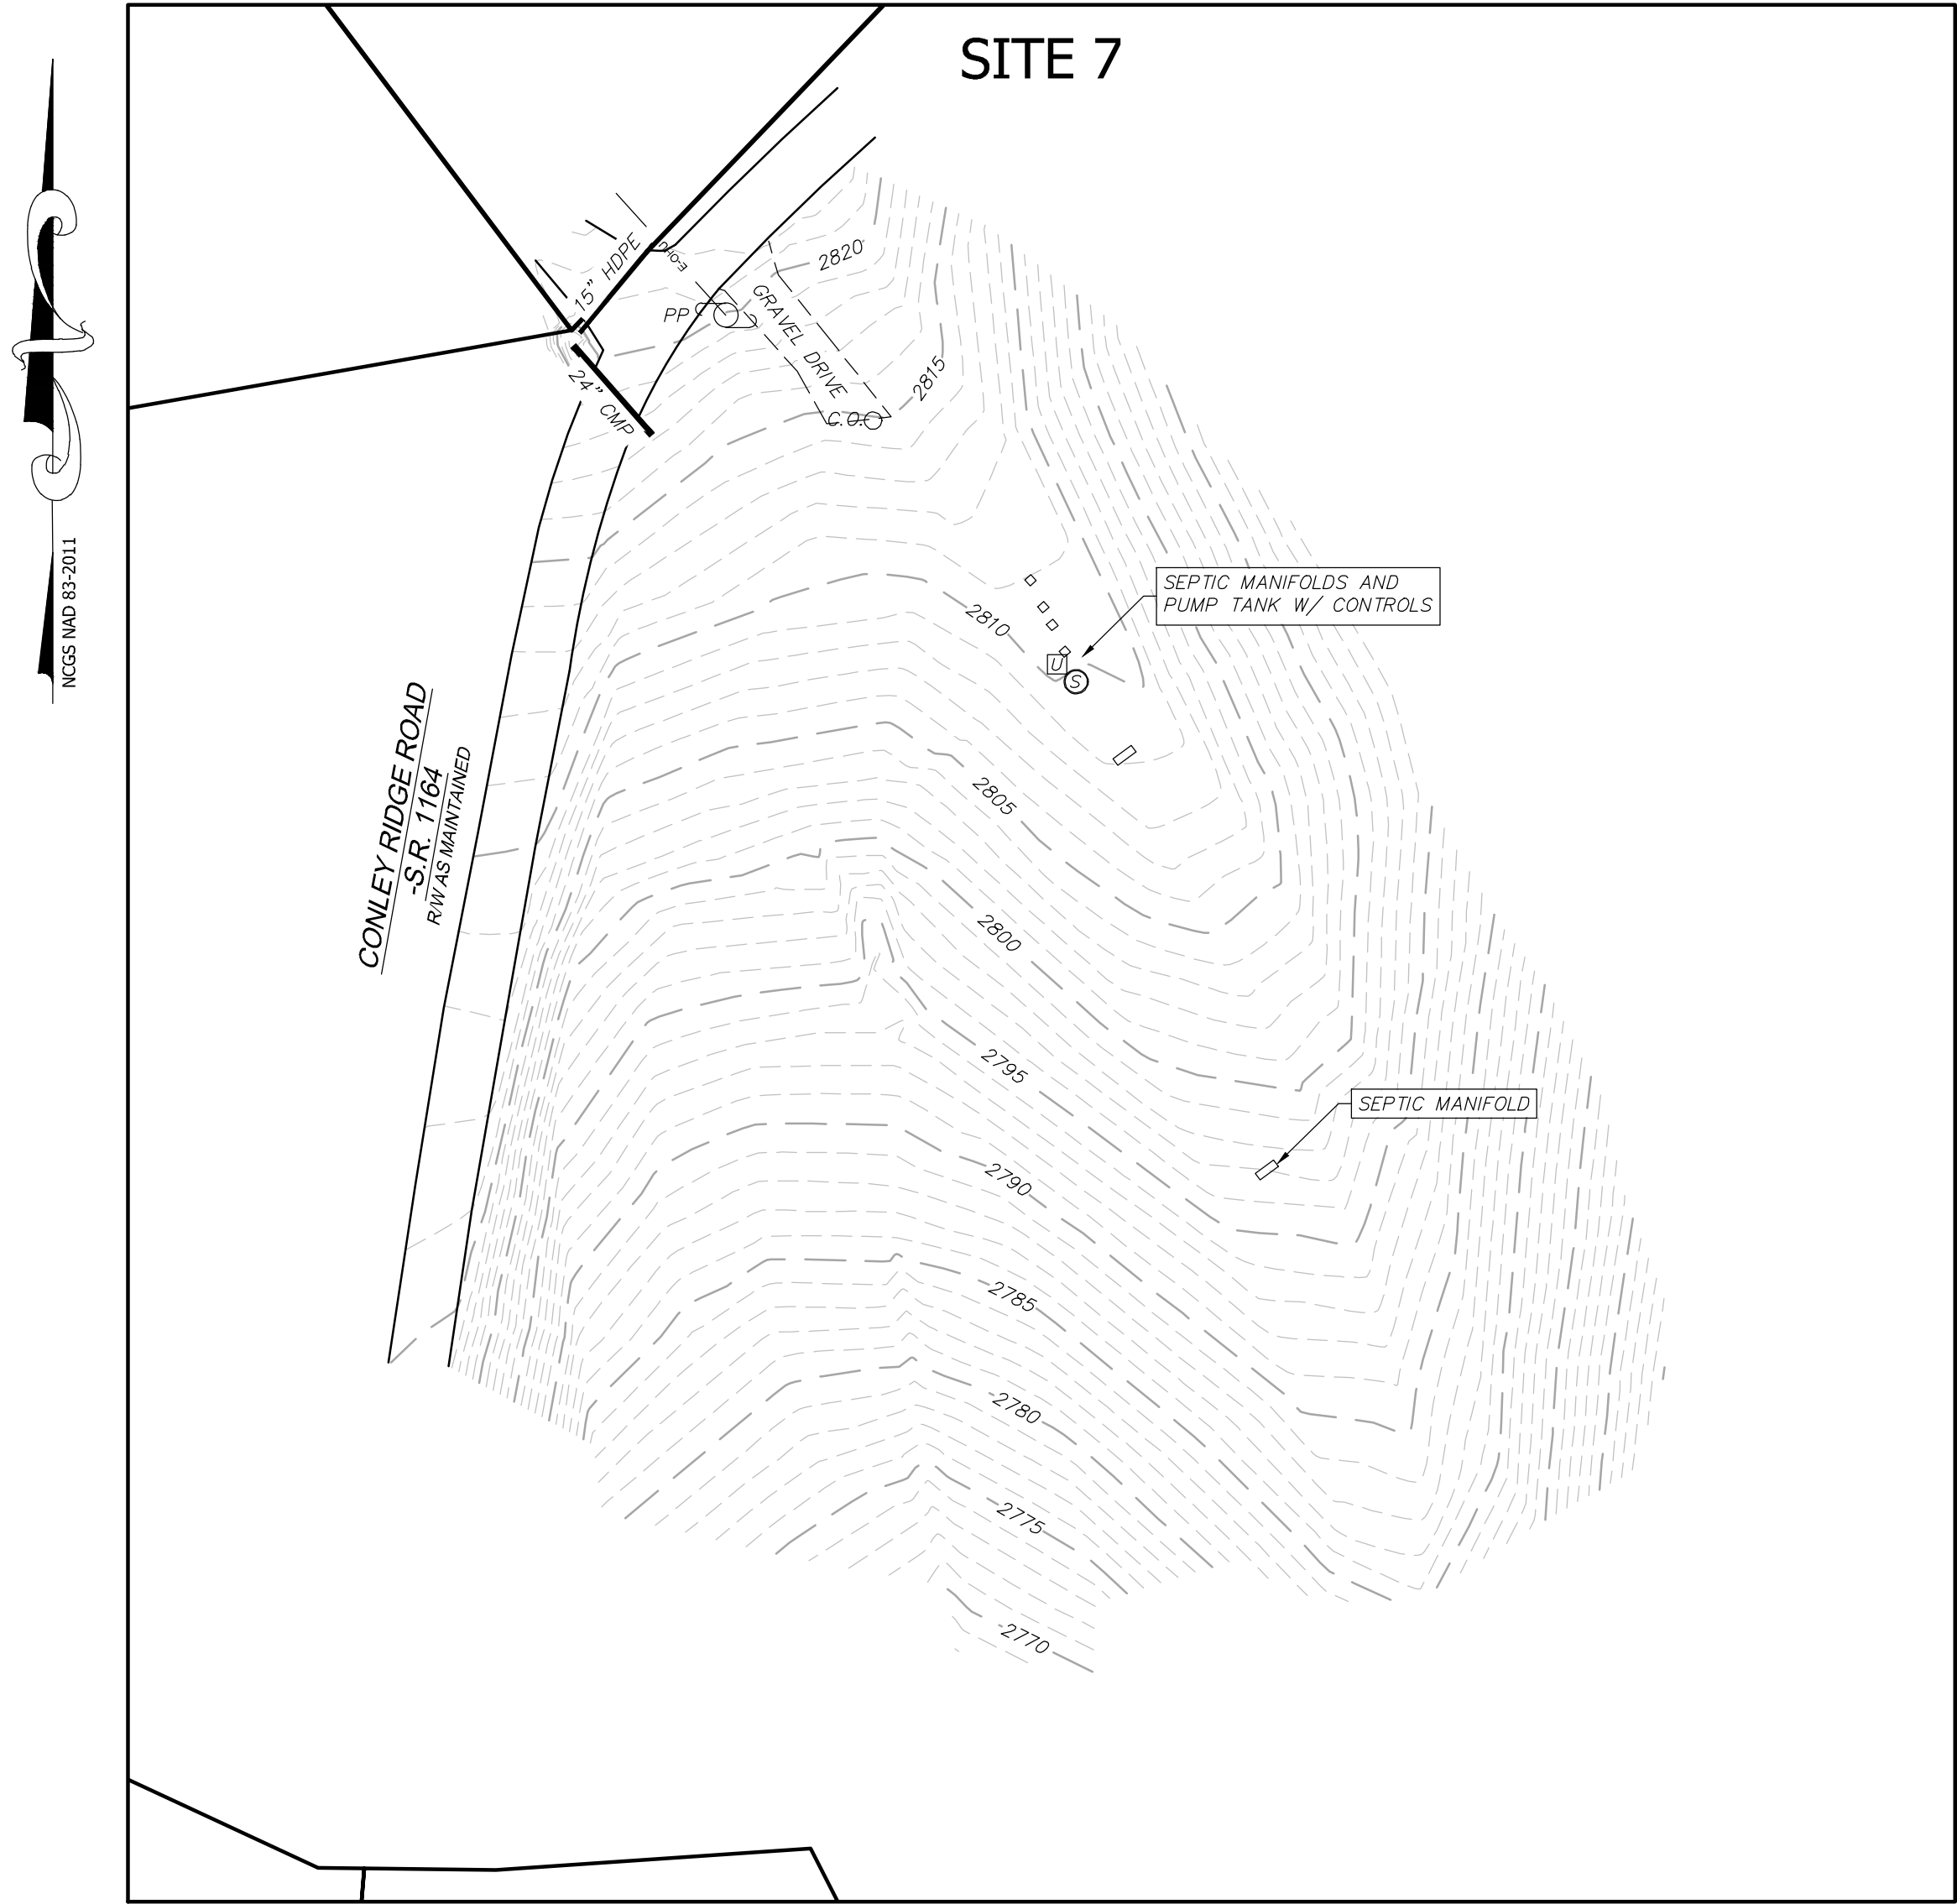 SITE 7
NCGS NAD 83-2011
15" HDPE
2HO-E
PP
GRAVEL DRIVE
2820
2815
24" CMP
C.O.
SEPTIC MANIFOLDS AND
PUMP TANK W/ CONTROLS
2810
U
S
CONLEY RIDGE ROAD
-S.R. 1164
R/W AS MAINTAINED
2805
2800
2795
SEPTIC MANIFOLD
2790
2785
2780
2775
2770